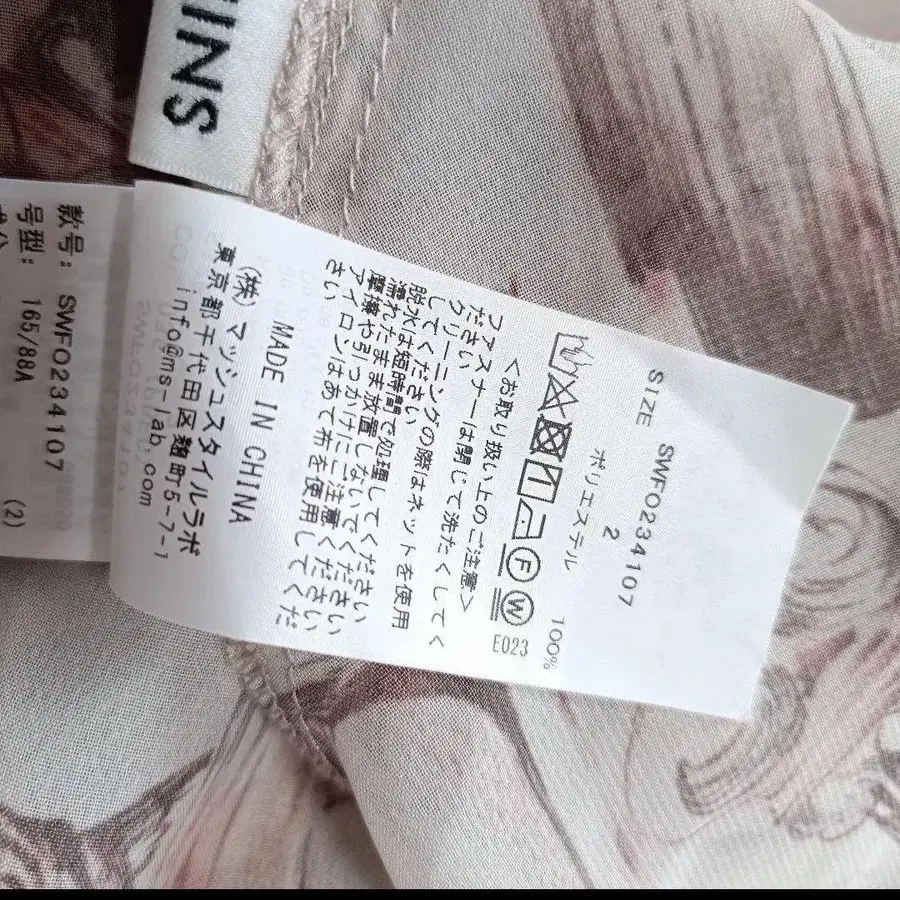 INS
SWFO234107
SIZE 2
ポリエステル 100%
E023
F
W
<お取り扱い上のご注意>
ファスナーは閉じて洗たくしてく
ださい
クリーニングの際はネットを使用
してください
脱水は短時間で処理してください
濡れたまま放置しないでください
摩擦や引っかけにご注意ください
アイロンはあて布を使用してくだ
さい
MADE IN CHINA
(株)マッシュスタイルラボ
東京都千代田区麹町5-7-1
info@ms-lab.com
款号: SWFO234107
号型: 165/88A (2)